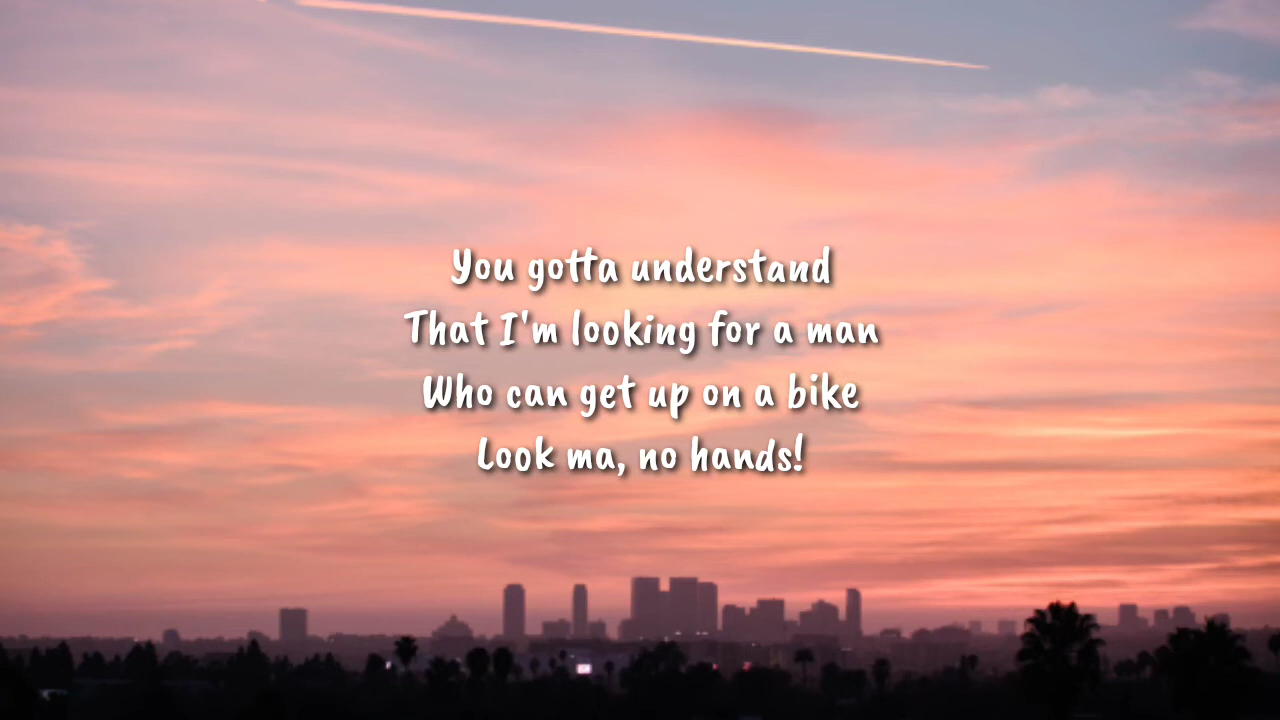 You gotta understand
That I'm looking for a man
Who can get up on a bike
Look ma, no hands!